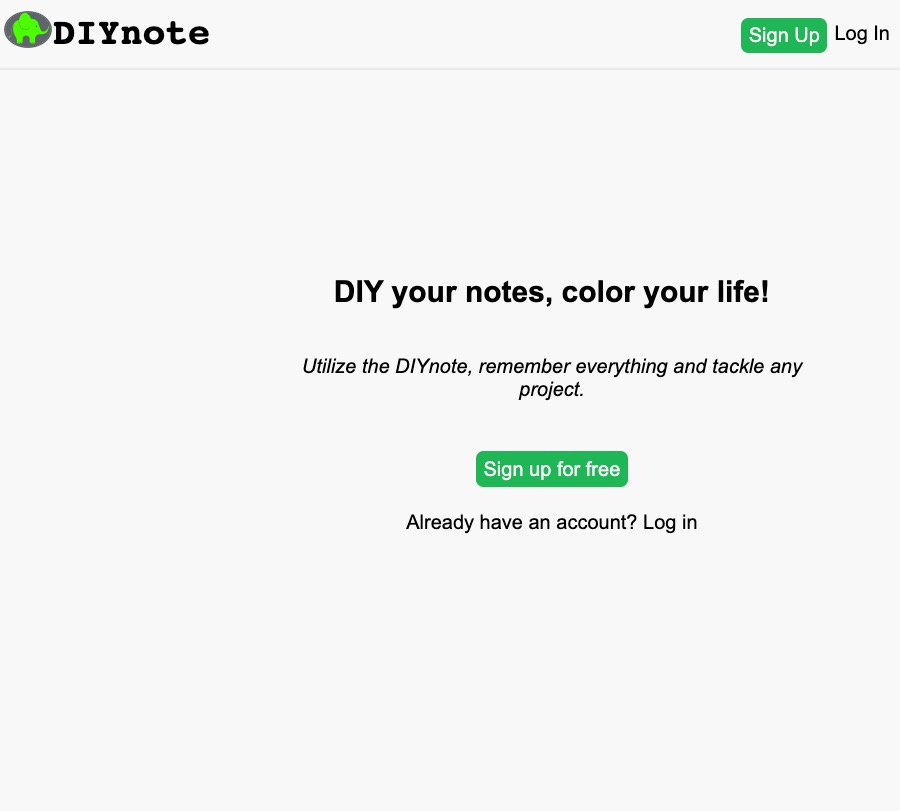 DIYnote
Sign Up
Log In
DIY your notes, color your life!
Utilize the DIYnote, remember everything and tackle any
project.
Sign up for free
Already have an account? Log in